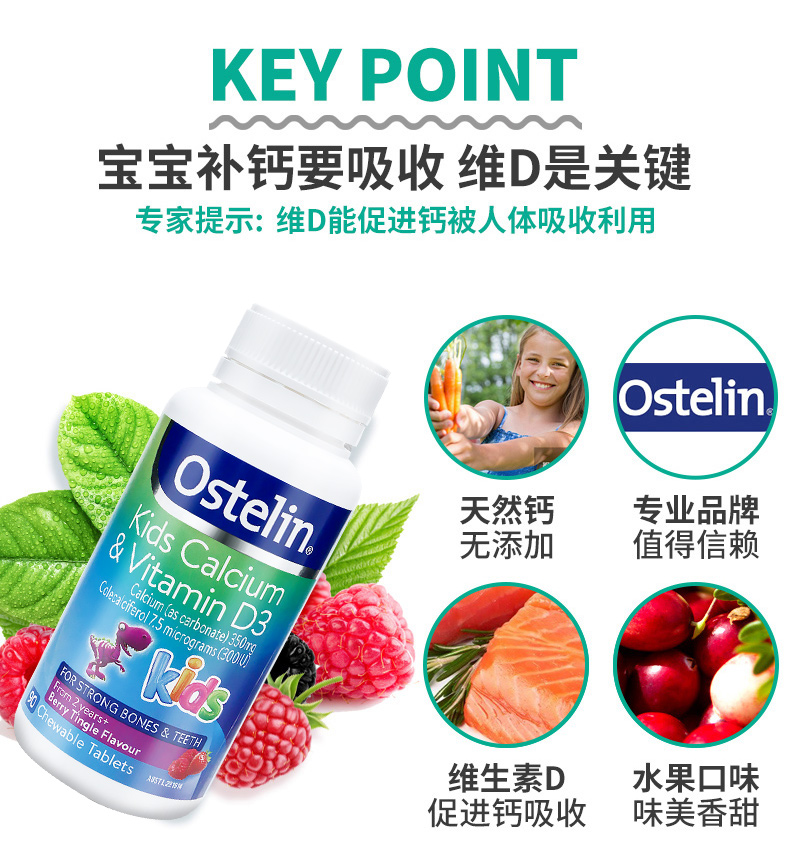 KEY POINT
宝宝补钙要吸收 维D是关键
专家提示: 维D能促进钙被人体吸收利用
Ostelin®
Kids Calcium
& Vitamin D3
Calcium (as carbonate) 350mg
Colecalciferol 7.5 micrograms (300IU)
kids
FOR STRONG BONES & TEETH
From 2 years+
Berry Tingle Flavour
90 Chewable Tablets
Ostelin®
天然钙
无添加
专业品牌
值得信赖
维生素D
促进钙吸收
水果口味
味美香甜